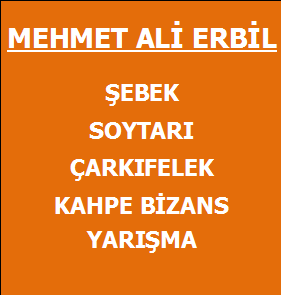 MEHMET ALİ ERBİL
ŞEBEK
SOYTARI
ÇARKIFELEK
KAHPE BİZANS
YARIŞMA